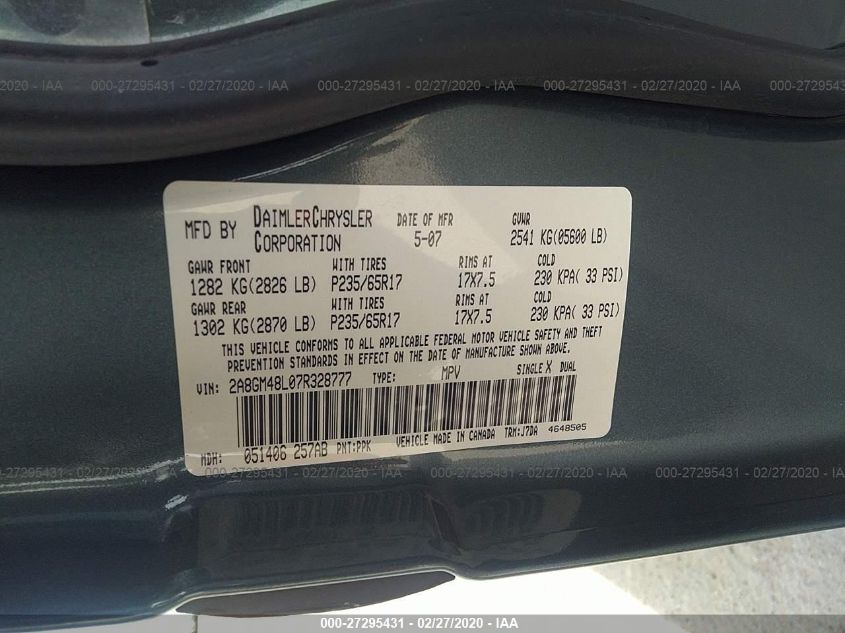 000-27295431 - 02/27/2020 - IAA 000-27295431 - 02/27/2020 - IAA 000-27295431 - 02/27/2020 - IAA
MFD BY DAIMLERCHRYSLER CORPORATION DATE OF MFR 5-07 GVWR 2541 KG(05600 LB)
GAWR FRONT WITH TIRES RIMS AT COLD
1282 KG(2826 LB) P235/65R17 17X7.5 230 KPA( 33 PSI)
GAWR REAR WITH TIRES RIMS AT COLD
1302 KG(2870 LB) P235/65R17 17X7.5 230 KPA( 33 PSI)
THIS VEHICLE CONFORMS TO ALL APPLICABLE FEDERAL MOTOR VEHICLE SAFETY AND THEFT
PREVENTION STANDARDS IN EFFECT ON THE DATE OF MANUFACTURE SHOWN ABOVE.
VIN: 2A8GM48L07R328777 TYPE: MPV SINGLE X DUAL
MDH: 051406 257AB PNT:PPK VEHICLE MADE IN CANADA TRM:J7DA 4648505
000-27295431 - 02/27/2020 - IAA 000-27295431 - 02/27/2020 - IAA
000-27295431 - 02/27/2020 - IAA